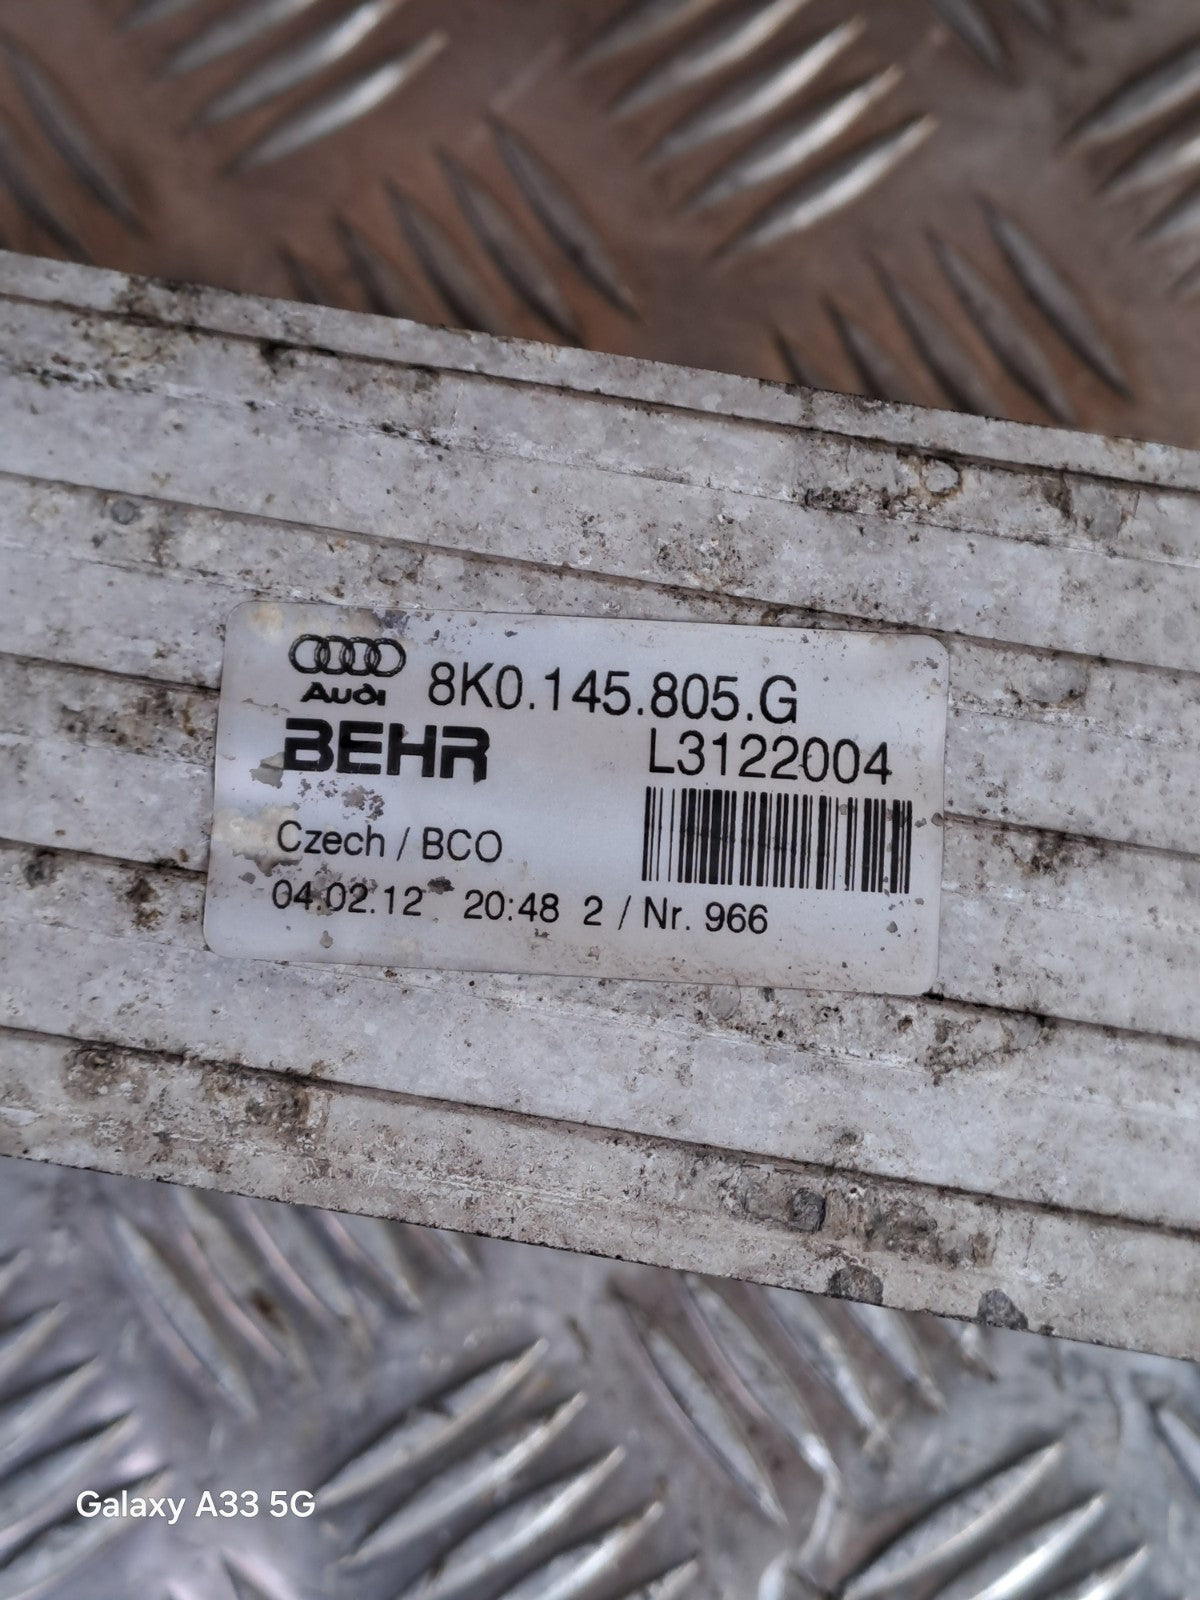 Audi 8K0.145.805.G
BEHR L3122004
Czech / BCO
04.02.12 20:48 2 / Nr. 966
Galaxy A33 5G